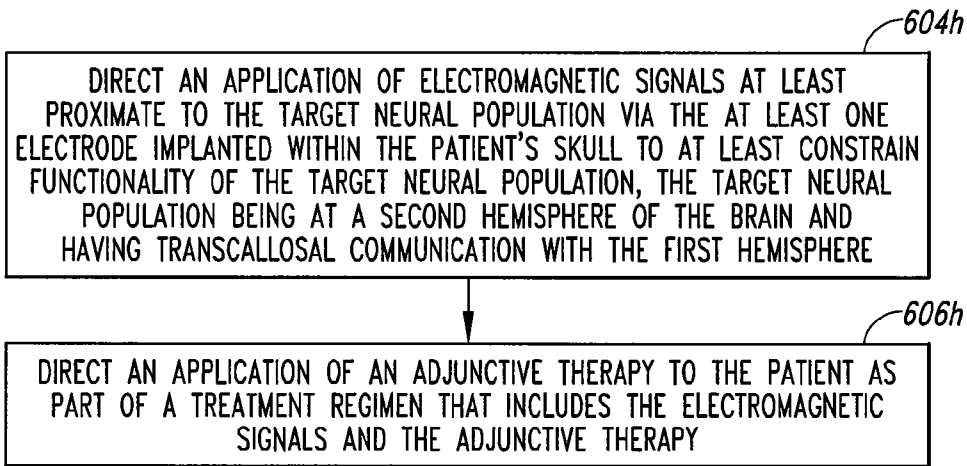 604h
DIRECT AN APPLICATION OF ELECTROMAGNETIC SIGNALS AT LEAST
PROXIMATE TO THE TARGET NEURAL POPULATION VIA THE AT LEAST ONE
ELECTRODE IMPLANTED WITHIN THE PATIENT'S SKULL TO AT LEAST CONSTRAIN
FUNCTIONALITY OF THE TARGET NEURAL POPULATION, THE TARGET NEURAL
POPULATION BEING AT A SECOND HEMISPHERE OF THE BRAIN AND
HAVING TRANSCALLOSAL COMMUNICATION WITH THE FIRST HEMISPHERE
606h
DIRECT AN APPLICATION OF AN ADJUNCTIVE THERAPY TO THE PATIENT AS
PART OF A TREATMENT REGIMEN THAT INCLUDES THE ELECTROMAGNETIC
SIGNALS AND THE ADJUNCTIVE THERAPY